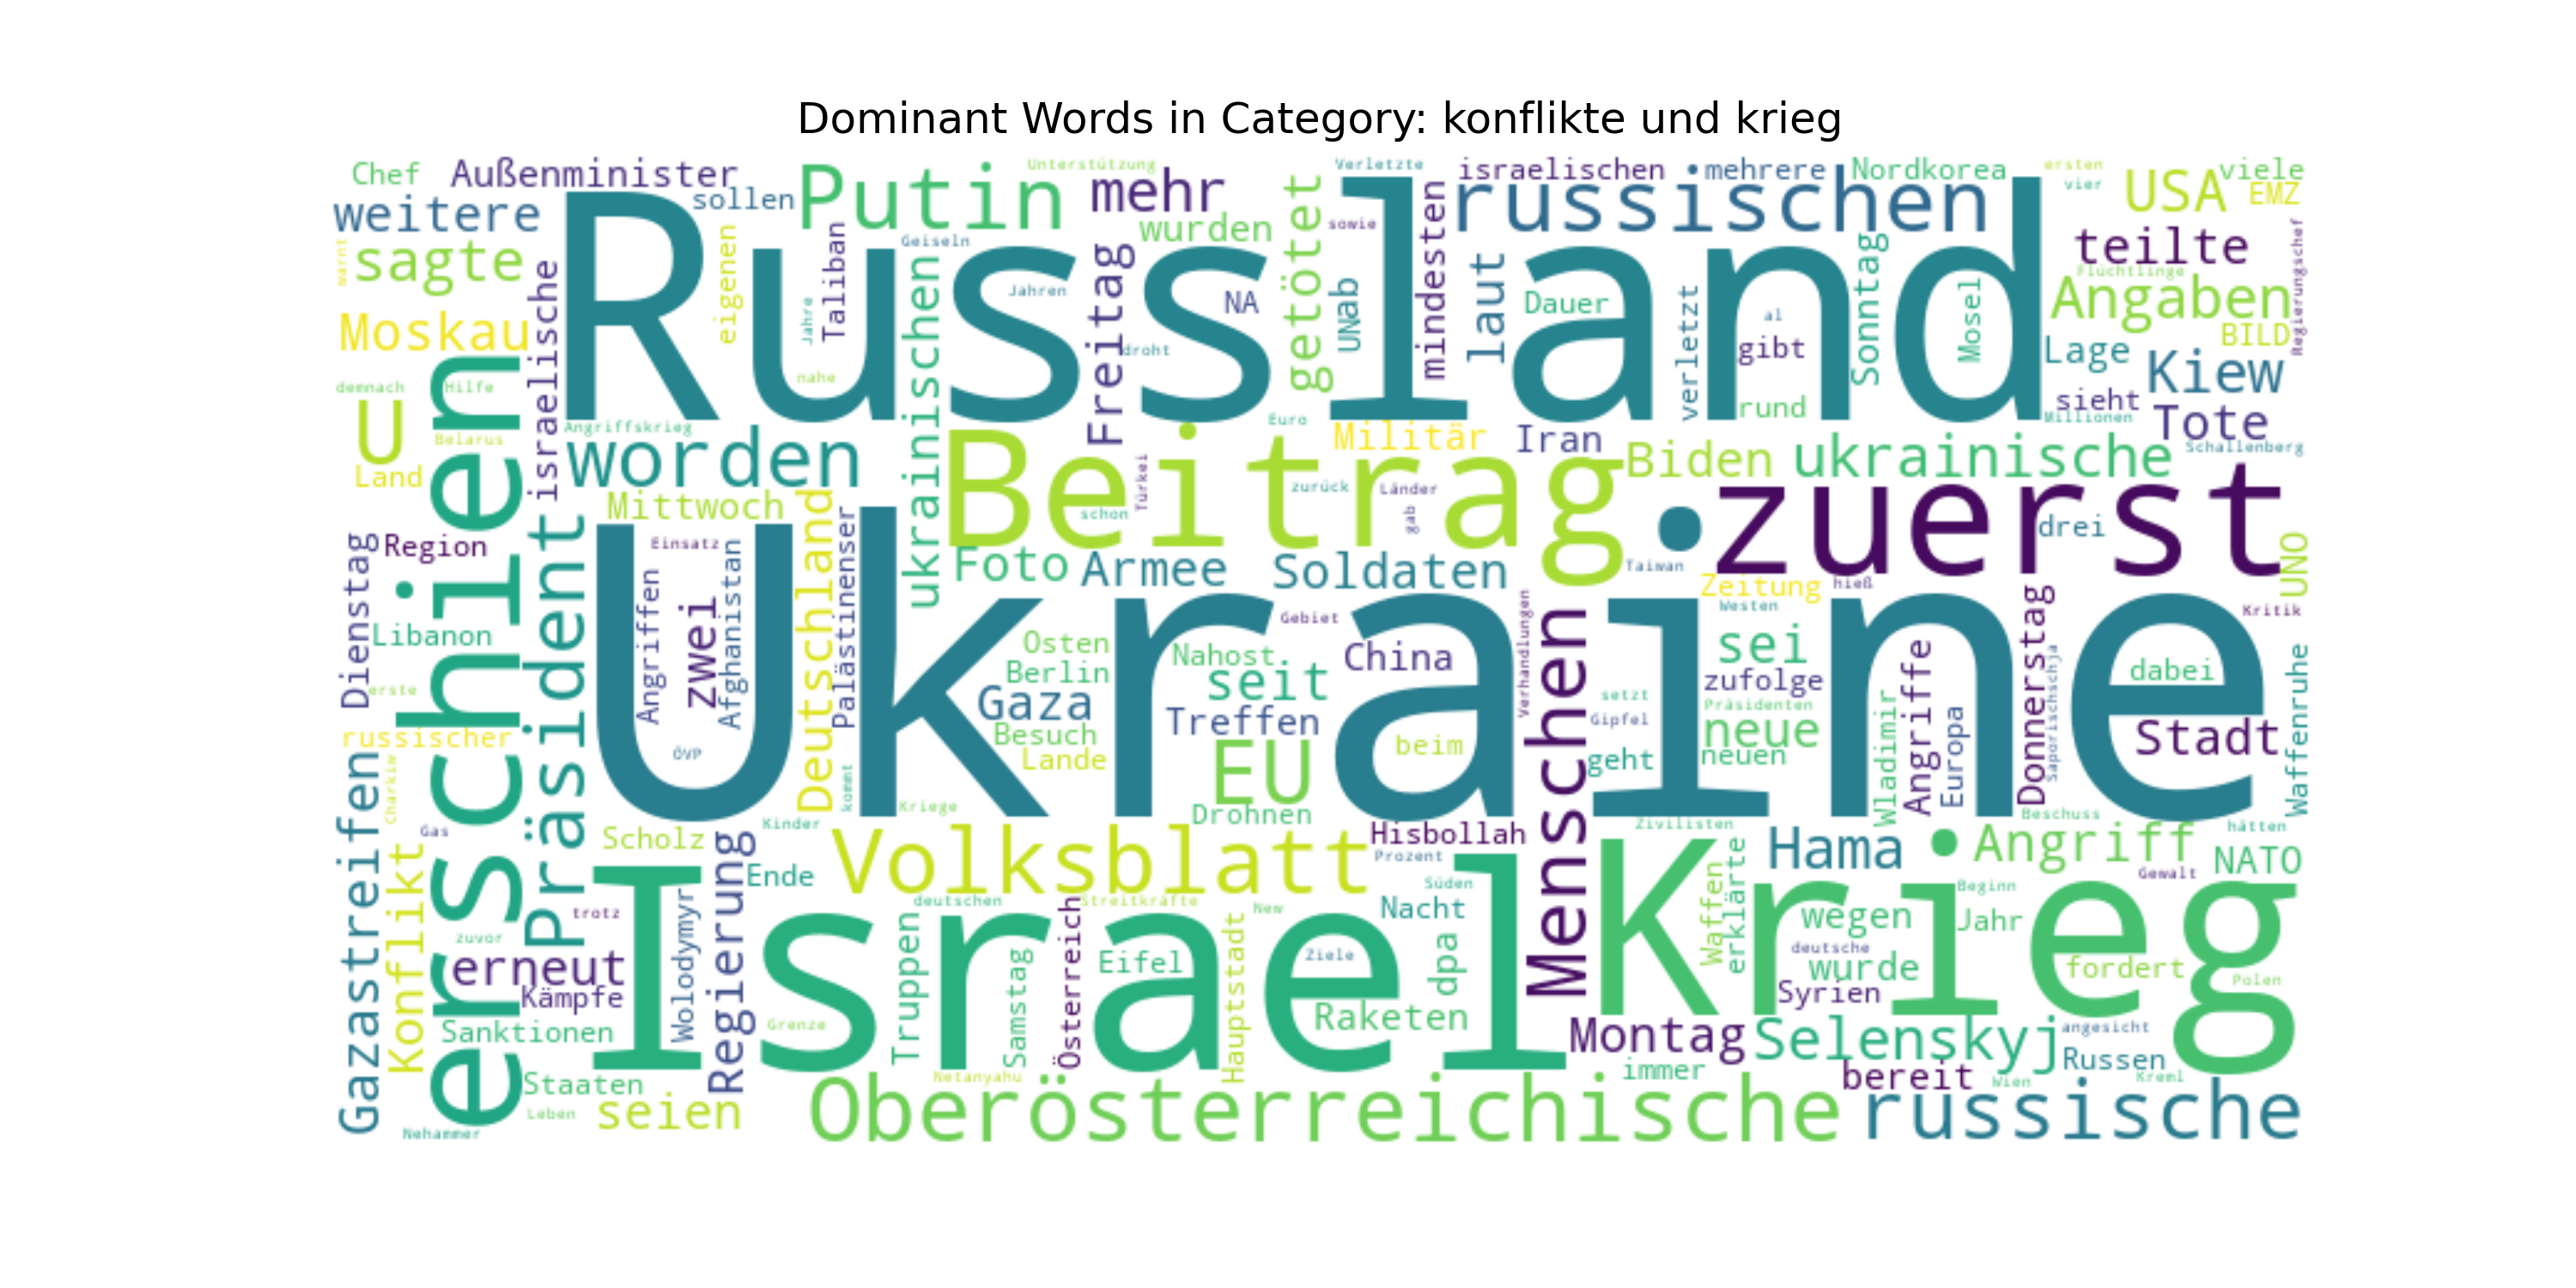 Dominant Words in Category: konflikte und krieg
Chef
Außenminister
Putin
Unterstützung
mehr
Verletzte
israelischen
mehrere
Nordkorea
ersten
viele
weitere
sollen
wurden
getötet
sowie
russischen
vier
USA
EMZ
sagte
warnt
Russland
eigenen
Taliban
Geiseln
Jahren
Jahre
NA
UN
ab
mindesten
laut
Dauer
al
gibt
Sonntag
Mosel
teilte
Flüchtlinge
Angaben
Regierungschef
BILD
Moskau
israelische
ukrainischen
Freitag
droht
nahe
verletzt
rund
Lage
Kiew
sieht
Millionen
Tote
demnach
Hilfe
U
Belarus
Land
erschien
Angriffskrieg
worden
Beitrag
Euro
Militär
Iran
Biden
ukrainische
Schallenberg
Mittwoch
Türkei
zurück
Länder
schon
gab
zuerst
drei
Dienstag
Region
Präsident
Einsatz
Deutschland
Palästinenser
Foto
Armee
Soldaten
Taiwan
Zeitung
hieß
UNO
Westen
Kritik
Libanon
Ukraine
Angriffen
zwei
Afghanistan
Osten
Berlin
Gaza
Besuch
Lande
Nahost
seit
Treffen
Gebiet
China
Verhandlungen
Menschen
sei
zufolge
setzt
Präsidenten
Gipfel
neue
geht
neuen
Wladimir
Angriffe
Europa
Donnerstag
Saporischschja
dabei
Stadt
Waffenruhe
erste
russischer
Charkiw
ÖVP
kommt
EU
beim
Kriege
Drohnen
Gazastreifen
Gas
Konflikt
Scholz
Kinder
Regierung
Ende
Volksblatt
Hisbollah
Prozent
Zivilisten
Hama
Angriff
Beschuss
hätten
NATO
Gewalt
Israel
Krieg
trotz
zuvor
erneut
Kämpfe
Wolodymyr
Sanktionen
deutschen
Streitkräfte
New
Süden
Nacht
Truppen
Samstag
Österreich
Eifel
Hauptstadt
Ziele
dpa
Raketen
Grenze
Waffen
erklärte
wegen
Beginn
Jahr
deutsche
wurde
Syrien
fordert
Polen
Montag
Selenskyj
angesicht
Russen
Staaten
Leben
seien
Nehammer
Netanyahu
Oberösterreichische
immer
bereit
Wien
Kreml
russische